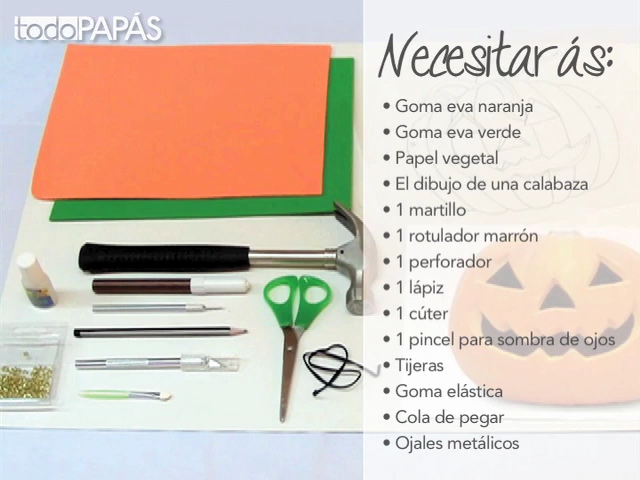 todoPAPÁS
Necesitarás:
• Goma eva naranja
• Goma eva verde
• Papel vegetal
• El dibujo de una calabaza
• 1 martillo
• 1 rotulador marrón
• 1 perforador
• 1 lápiz
• 1 cúter
• 1 pincel para sombra de ojos
• Tijeras
• Goma elástica
• Cola de pegar
• Ojales metálicos